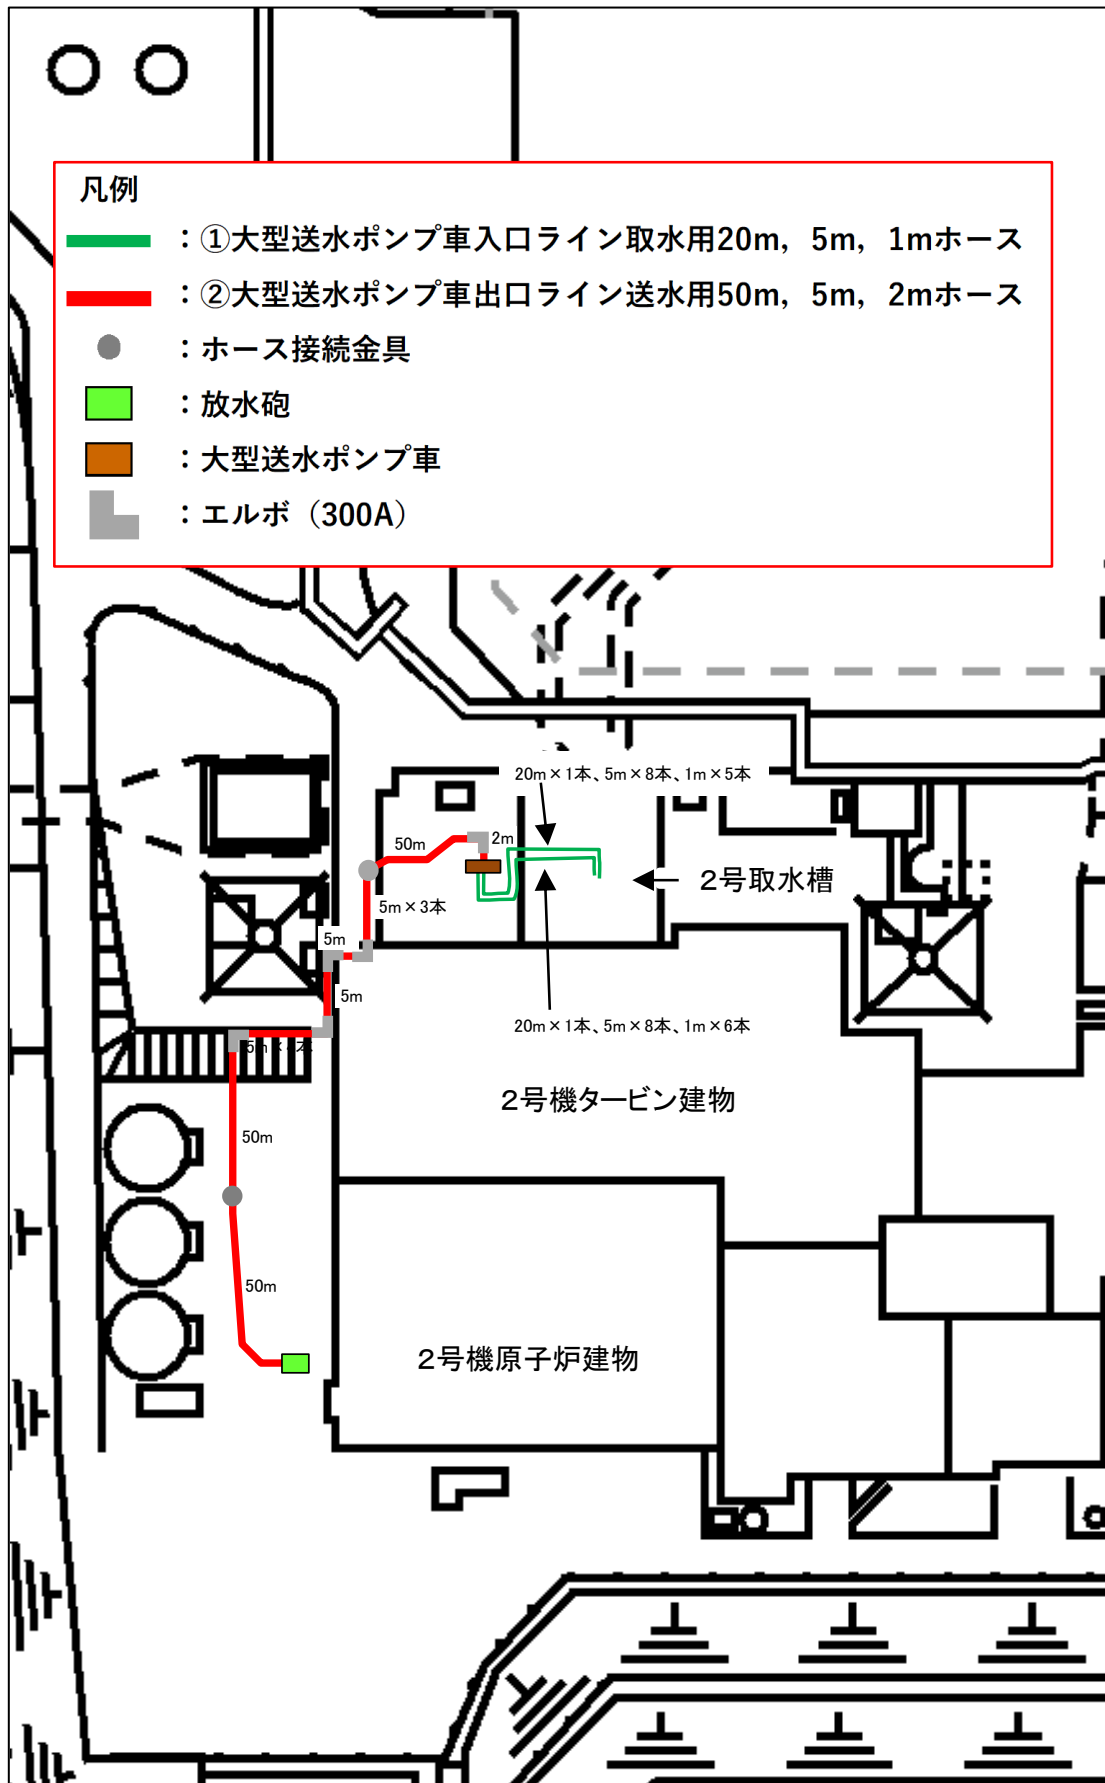 凡例
：①大型送水ポンプ車入口ライン取水用20m，5m，1mホース
：②大型送水ポンプ車出口ライン送水用50m，5m，2mホース
：ホース接続金具
：放水砲
：大型送水ポンプ車
：エルボ（300A）
20m×1本、5m×8本、1m×5本
50m
2m
2号取水槽
5m×3本
5m
5m
20m×1本、5m×8本、1m×6本
2号機タービン建物
50m
50m
2号機原子炉建物